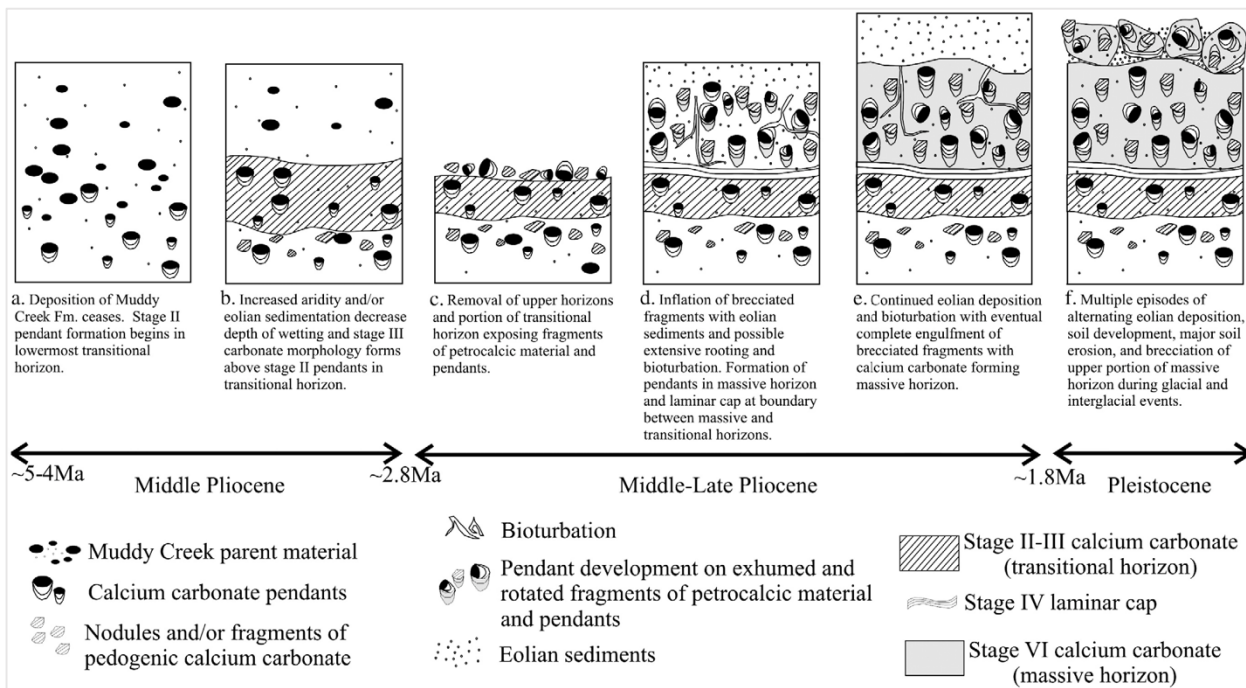 a. Deposition of Muddy
Creek Fm. ceases. Stage II
pendant formation begins in
lowermost transitional
horizon.
b. Increased aridity and/or
eolian sedimentation decrease
depth of wetting and stage III
carbonate morphology forms
above stage II pendants in
transitional horizon.
c. Removal of upper horizons
and portion of transitional
horizon exposing fragments
of petrocalcic material and
pendants.
d. Inflation of brecciated
fragments with eolian
sediments and possible
extensive rooting and
bioturbation. Formation of
pendants in massive horizon
and laminar cap at boundary
between massive and
transitional horizons.
e. Continued eolian deposition
and bioturbation with eventual
complete engulfment of
brecciated fragments with
calcium carbonate forming
massive horizon.
f. Multiple episodes of
alternating eolian deposition,
soil development, major soil
erosion, and brecciation of
upper portion of massive
horizon during glacial and
interglacial events.
~5-4Ma
Middle Pliocene
~2.8Ma
Middle-Late Pliocene
~1.8Ma
Pleistocene
Muddy Creek parent material
Calcium carbonate pendants
Nodules and/or fragments of
pedogenic calcium carbonate
Bioturbation
Pendant development on exhumed and
rotated fragments of petrocalcic material
and pendants
Eolian sediments
Stage II-III calcium carbonate
(transitional horizon)
Stage IV laminar cap
Stage VI calcium carbonate
(massive horizon)